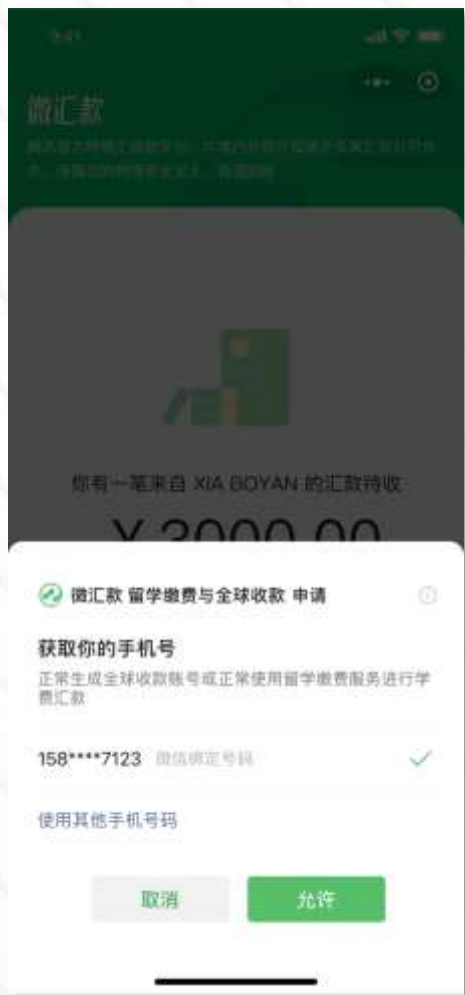 9:41
微汇款
你有一笔来自 XIA BOYAN 的汇款待收
¥ 3000.00
微汇款 留学缴费与全球收款 申请
获取你的手机号
正常生成全球收款账号或正常使用留学缴费服务进行学
费汇款
158****7123 微信绑定号码
使用其他手机号码
取消 允许